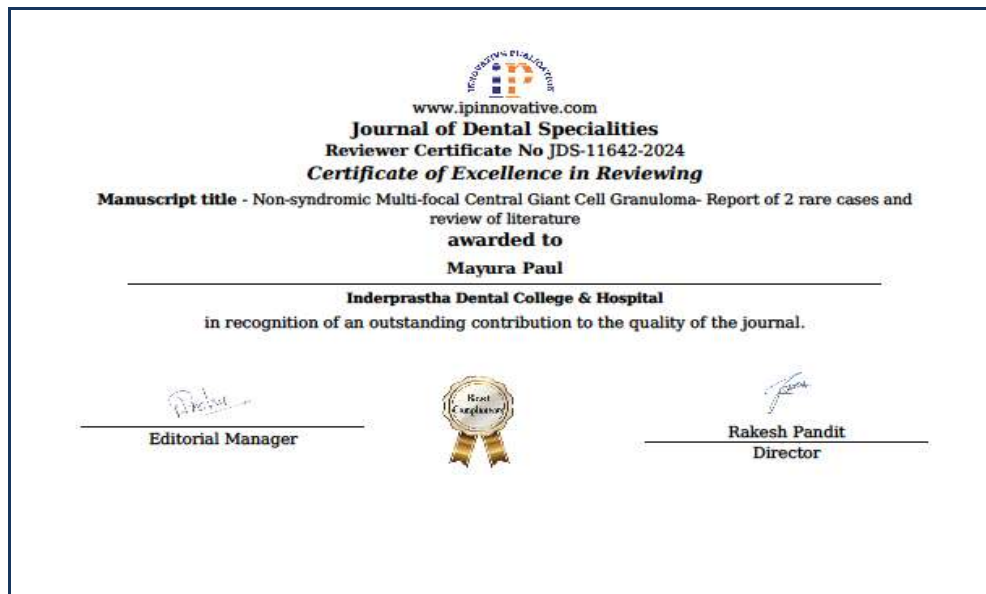 INNOVATIVE PUBLICATION
ip
www.ipinnovative.com
Journal of Dental Specialities
Reviewer Certificate No JDS-11642-2024
Certificate of Excellence in Reviewing
Manuscript title - Non-syndromic Multi-focal Central Giant Cell Granuloma- Report of 2 rare cases and
review of literature
awarded to
Mayura Paul
Inderprastha Dental College & Hospital
in recognition of an outstanding contribution to the quality of the journal.
Editorial Manager
Rakesh Pandit
Director